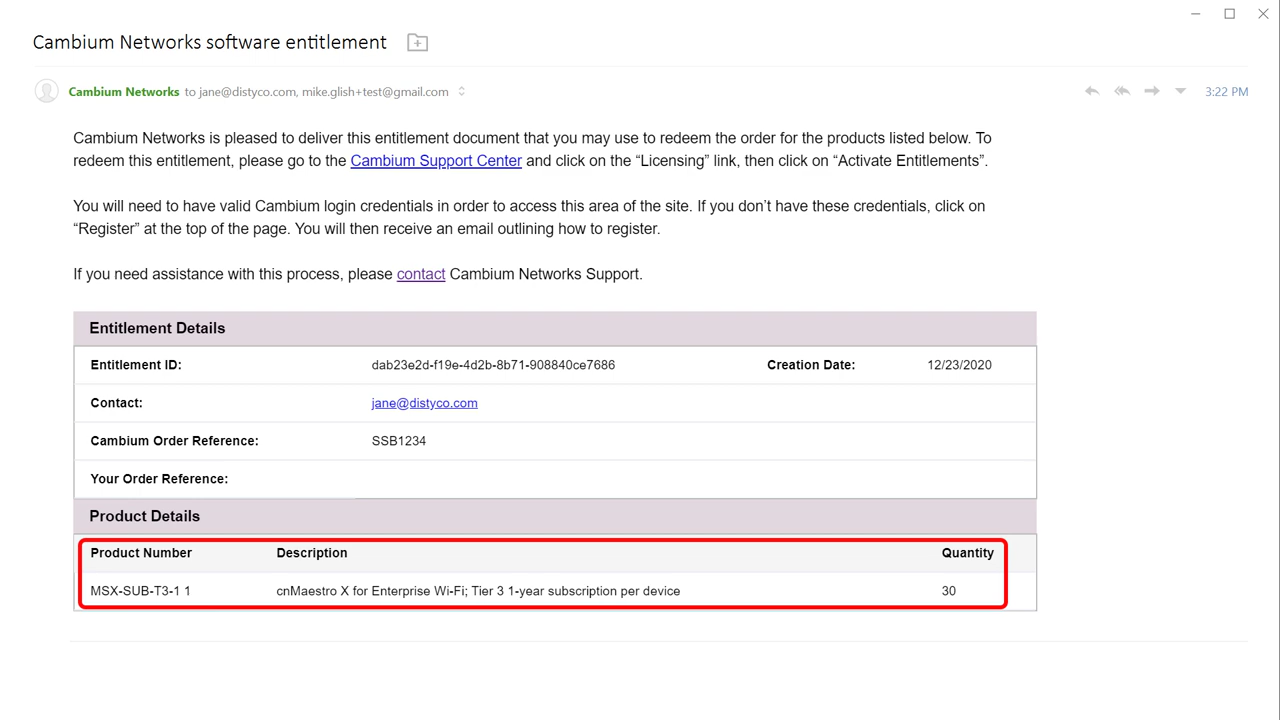 Cambium Networks software entitlement
Cambium Networks to jane@distyco.com, mike.glish+test@gmail.com
3:22 PM
Cambium Networks is pleased to deliver this entitlement document that you may use to redeem the order for the products listed below. To
redeem this entitlement, please go to the Cambium Support Center and click on the “Licensing” link, then click on “Activate Entitlements”.
You will need to have valid Cambium login credentials in order to access this area of the site. If you don’t have these credentials, click on
“Register” at the top of the page. You will then receive an email outlining how to register.
If you need assistance with this process, please contact Cambium Networks Support.
Entitlement Details
Entitlement ID: dab23e2d-f19e-4d2b-8b71-908840ce7686 Creation Date: 12/23/2020
Contact: jane@distyco.com
Cambium Order Reference: SSB1234
Your Order Reference:
Product Details
Product Number Description Quantity
MSX-SUB-T3-1 1 cnMaestro X for Enterprise Wi-Fi; Tier 3 1-year subscription per device 30